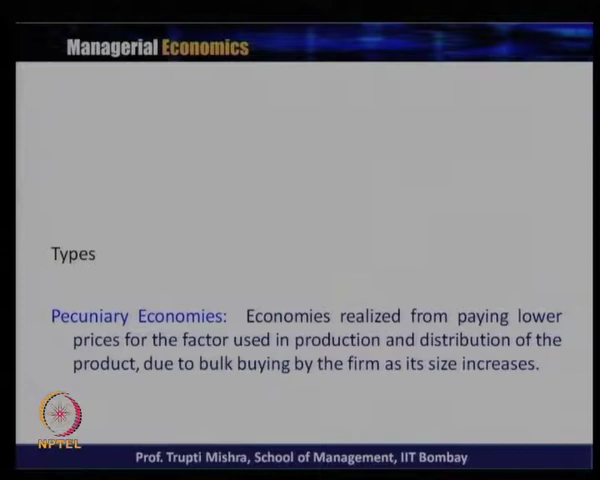 Managerial Economics
Types
Pecuniary Economies: Economies realized from paying lower
prices for the factor used in production and distribution of the
product, due to bulk buying by the firm as its size increases.
NPTEL
Prof. Trupti Mishra, School of Management, IIT Bombay